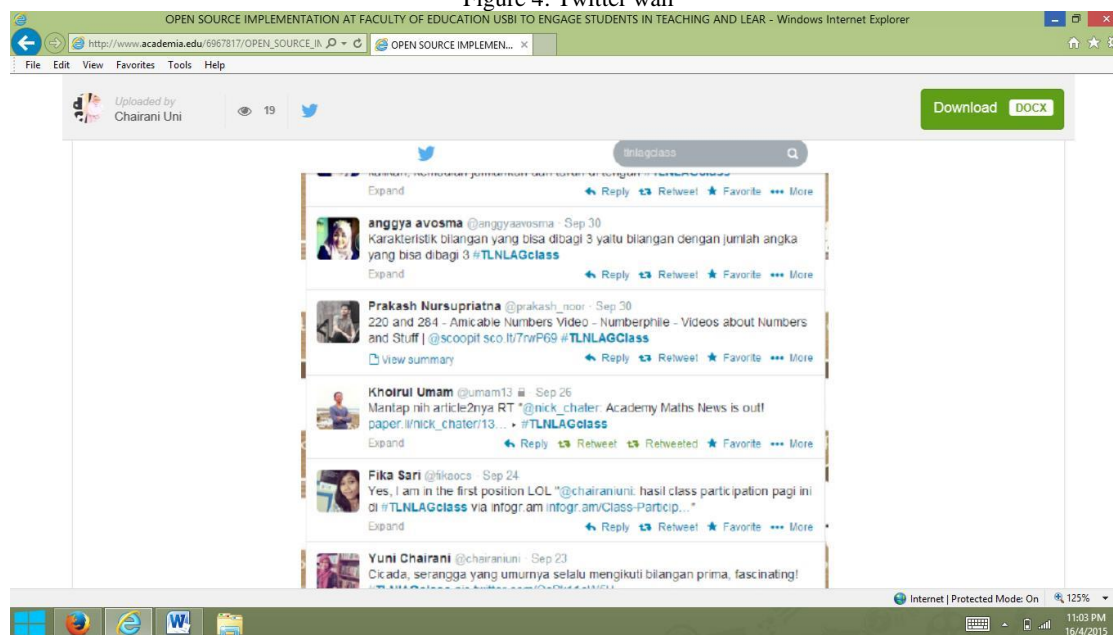 Figure 4. Twitter wall
OPEN SOURCE IMPLEMENTATION AT FACULTY OF EDUCATION USBI TO ENGAGE STUDENTS IN TEACHING AND LEAR - Windows Internet Explorer
http://www.academia.edu/6967817/OPEN_SOURCE_IN
OPEN SOURCE IMPLEMEN...
File Edit View Favorites Tools Help
Uploaded by
Chairani Uni
19
Download DOCX
tlnlagclass
Expand Reply Retweet Favorite More
anggya avosma @anggyaavosma · Sep 30
Karakteristik bilangan yang bisa dibagi 3 yaitu bilangan dengan jumlah angka
yang bisa dibagi 3 #TLNLAGclass
Expand Reply Retweet Favorite More
Prakash Nursupriatna @prakash_noor · Sep 30
220 and 284 - Amicable Numbers Video - Numberphile - Videos about Numbers
and Stuff | @scoopit sco.lt/7rwP69 #TLNLAGClass
View summary Reply Retweet Favorite More
Khoirul Umam @umam13 Sep 26
Mantap nih article2nya RT "@nick_chater: Academy Maths News is out!
paper.li/nick_chater/13... ▸ #TLNLAGclass
Expand Reply Retweet Retweeted Favorite More
Fika Sari @fikaocs · Sep 24
Yes, I am in the first position LOL "@chairaniuni: hasil class participation pagi ini
di #TLNLAGclass via infogr.am infogr.am/Class-Particip..."
Expand Reply Retweet Favorite More
Yuni Chairani @chairaniuni · Sep 23
Cicada, serangga yang umurnya selalu mengikuti bilangan prima, fascinating!
Internet | Protected Mode: On 125%
11:03 PM
16/4/2015